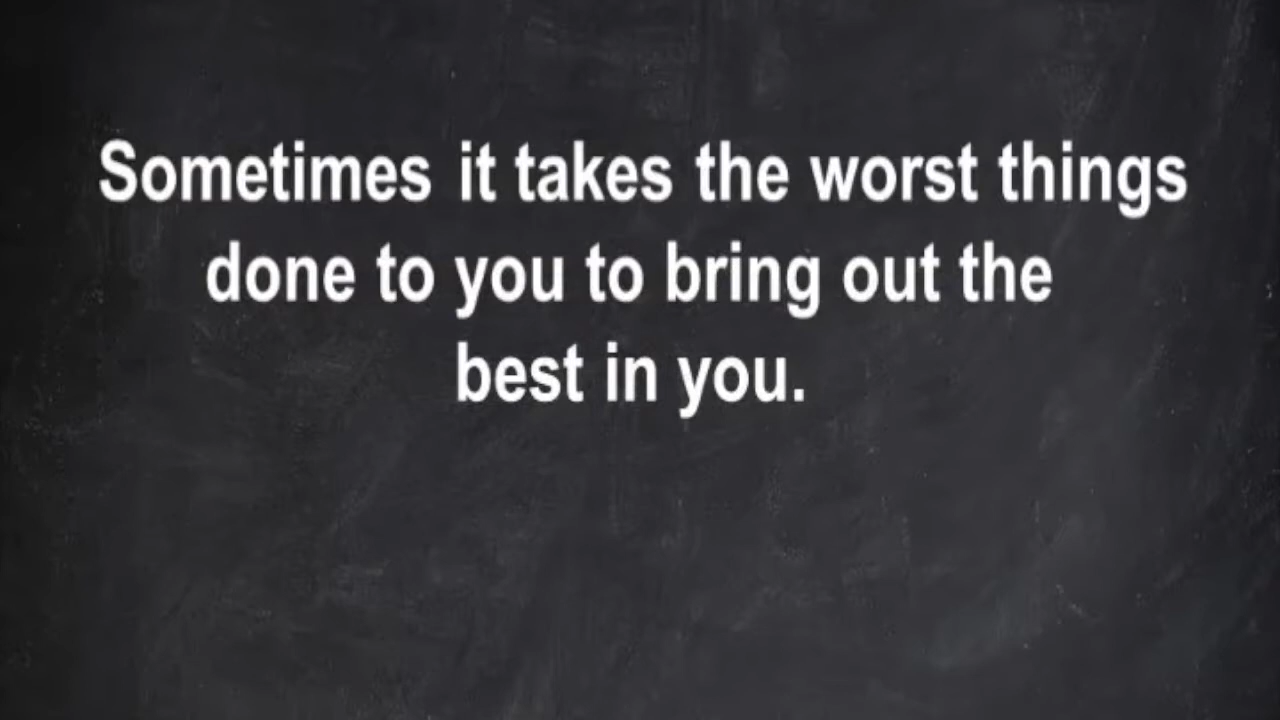 Sometimes it takes the worst things
done to you to bring out the
best in you.